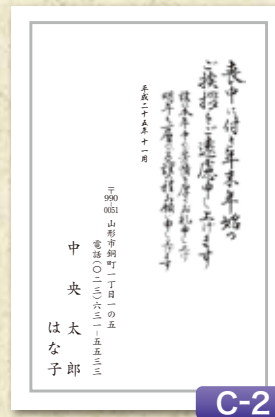 喪中に付き年末年始の
ご挨拶をご遠慮申し上げます
平成二十五年十一月
〒990-0051 山形市銅町一丁目一の五
電話(〇二三)六三一-五五三三
中央太郎
はな子
C-2